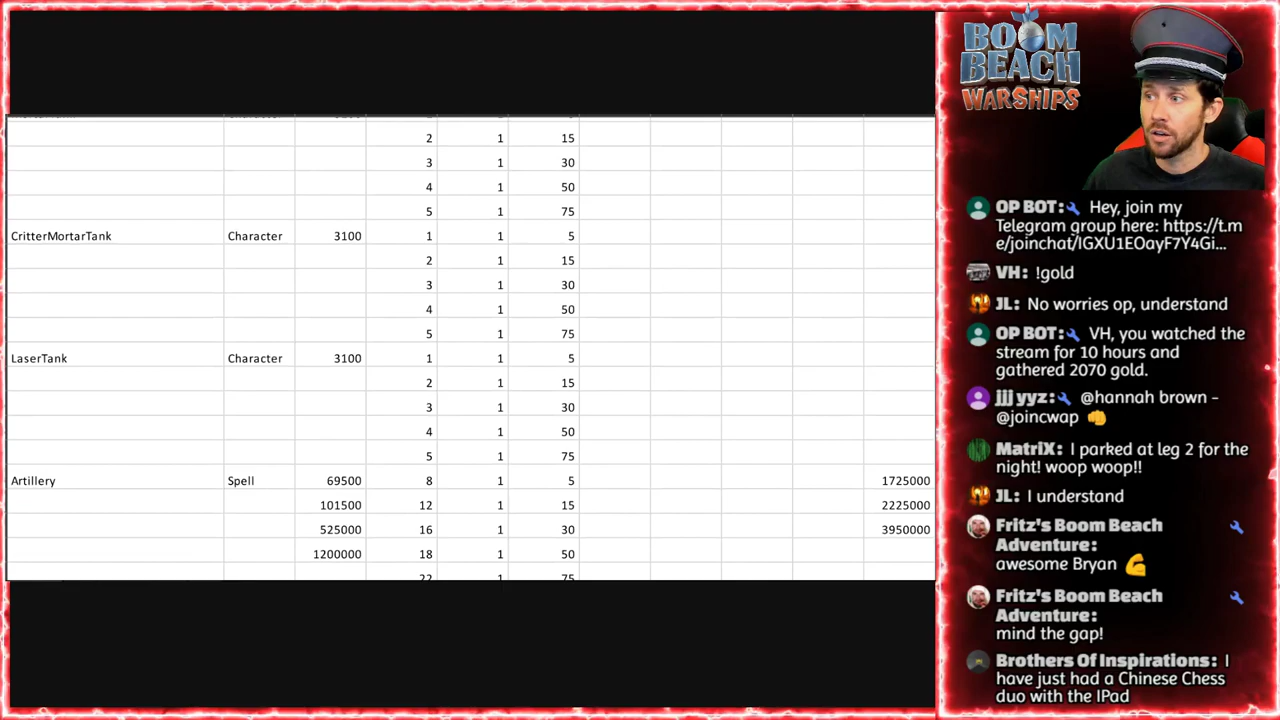 2 1 15
3 1 30
4 1 50
5 1 75
CritterMortarTank Character 3100 1 1 5
2 1 15
3 1 30
4 1 50
5 1 75
LaserTank Character 3100 1 1 5
2 1 15
3 1 30
4 1 50
5 1 75
Artillery Spell 69500 8 1 5 1725000
101500 12 1 15 2225000
525000 16 1 30 3950000
1200000 18 1 50
22 1 75
BOOM
BEACH
WARSHIPS
OP BOT: Hey, join my
Telegram group here: https://t.m
e/joinchat/IGXU1EOayF7Y4Gi...
VH: !gold
JL: No worries op, understand
OP BOT: VH, you watched the
stream for 10 hours and
gathered 2070 gold.
jjj yyz: @hannah brown -
@joincwap 👊
MatriX: I parked at leg 2 for the
night! woop woop!!
JL: I understand
Fritz's Boom Beach
Adventure:
awesome Bryan 💪
Fritz's Boom Beach
Adventure:
mind the gap!
Brothers Of Inspirations: I
have just had a Chinese Chess
duo with the IPad